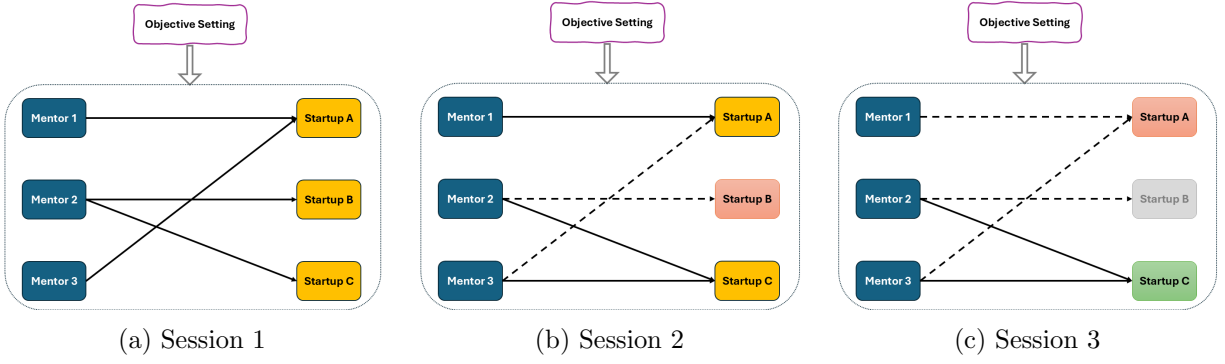 Objective Setting
Mentor 1
Startup A
Mentor 2
Startup B
Mentor 3
Startup C
(a) Session 1
Objective Setting
Mentor 1
Startup A
Mentor 2
Startup B
Mentor 3
Startup C
(b) Session 2
Objective Setting
Mentor 1
Startup A
Mentor 2
Startup B
Mentor 3
Startup C
(c) Session 3